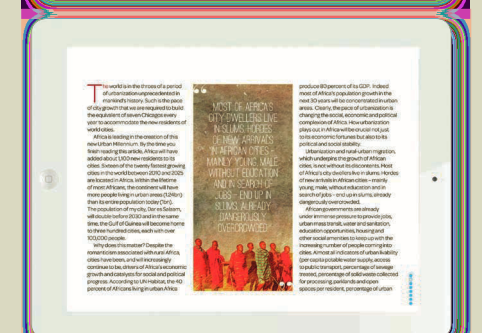 The world is in the throes of a period
of urbanization unprecedented in
mankind's history. Such is the pace
of city growth that we are required to build
the equivalent of seven Chicagos every
year to accommodate the new residents of
world cities.
Africa is leading in the creation of this
new Urban Millennium. By the time you
finish reading this article, Africa will have
added about 1,100 new residents to its
cities. Sixteen of the twenty fastest growing
cities in the world between 2010 and 2025
are located in Africa. Within the lifetime
of most Africans, the continent will have
more people living in urban areas (1.24bn)
than its entire population today (1bn).
The population of my city, Dar es Salaam,
will double before 2030 and in the same
time, the Gulf of Guinea will become home
to three hundred cities, each with over
100,000 people.
Why does this matter? Despite the
romanticism associated with rural Africa,
cities have been, and will increasingly
continue to be, drivers of Africa's economic
growth and catalysts for social and political
progress. According to UN Habitat, the 40
percent of Africans living in urban Africa
MOST OF AFRICA'S
CITY DWELLERS LIVE
IN SLUMS. HORDES
OF NEW ARRIVALS
IN AFRICAN CITIES -
MAINLY YOUNG, MALE,
WITHOUT EDUCATION
AND IN SEARCH OF
JOBS - END UP IN
SLUMS, ALREADY
DANGEROUSLY
OVERCROWDED
produce 80 percent of its GDP. Indeed
most of Africa's population growth in the
next 30 years will be concentrated in urban
areas. Clearly, the pace of urbanization is
changing the social, economic and political
complexion of Africa. How urbanization
plays out in Africa will be crucial not just
to its economic fortunes but also to its
political and social stability.
Urbanization and rural-urban migration,
which underpins the growth of African
cities, is not without its discontents. Most
of Africa's city dwellers live in slums. Hordes
of new arrivals in African cities – mainly
young, male, without education and in
search of jobs – end up in slums, already
dangerously overcrowded.
African governments are already
under immense pressure to provide jobs,
urban mass transit, water and sanitation,
education opportunities, housing and
other social amenities to keep up with the
increasing number of people coming into
cities. Almost all indicators of urban livability
(per capita potable water supply, access
to public transport, percentage of sewage
treated, percentage of solid waste collected
for processing, parklands and open
spaces per resident, percentage of urban